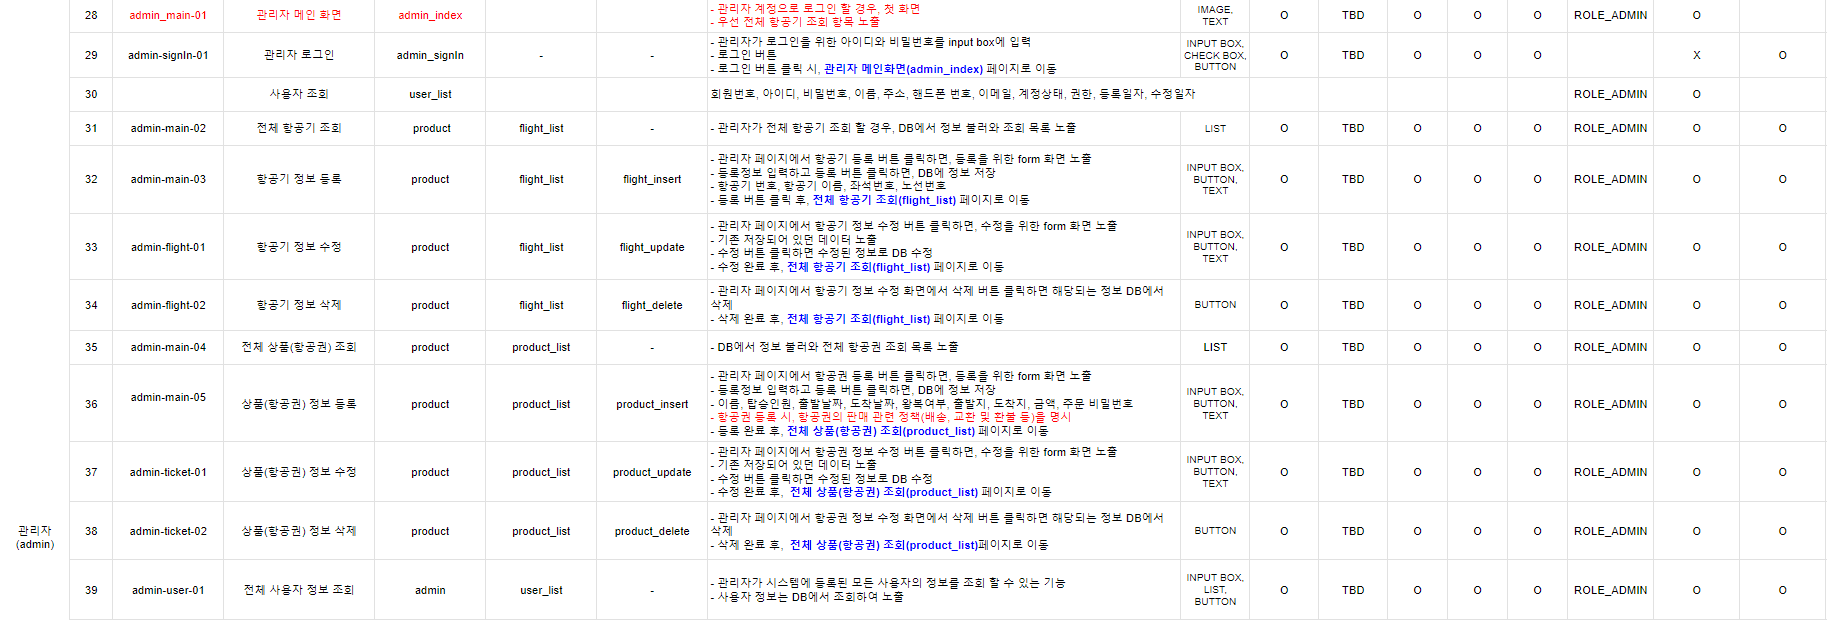 28 admin_main-01 관리자 메인 화면 admin_index - 관리자 계정으로 로그인 할 경우, 첫 화면 IMAGE, O TBD O O O ROLE_ADMIN O
- 우선 전체 항공기 조회 항목 노출 TEXT
29 admin-signIn-01 관리자 로그인 admin_signIn - - - 관리자가 로그인을 위한 아이디와 비밀번호를 input box에 입력 INPUT BOX, O TBD O O O X O
- 로그인 버튼 CHECK BOX,
- 로그인 버튼 클릭 시, 관리자 메인화면(admin_index) 페이지로 이동 BUTTON
30 사용자 조회 user_list 회원번호, 아이디, 비밀번호, 이름, 주소, 핸드폰 번호, 이메일, 계정상태, 권한, 등록일자, 수정일자 ROLE_ADMIN O
31 admin-main-02 전체 항공기 조회 product flight_list - - 관리자가 전체 항공기 조회 할 경우, DB에서 정보 불러와 조회 목록 노출 LIST O TBD O O O ROLE_ADMIN O O
32 admin-main-03 항공기 정보 등록 product flight_list flight_insert - 관리자 페이지에서 항공기 등록 버튼 클릭하면, 등록을 위한 form 화면 노출 INPUT BOX, O TBD O O O ROLE_ADMIN O O
- 등록정보 입력하고 등록 버튼 클릭하면, DB에 정보 저장 BUTTON,
- 항공기 번호, 항공기 이름, 좌석번호, 노선번호 TEXT
- 등록 버튼 클릭 후, 전체 항공기 조회(flight_list) 페이지로 이동
33 admin-flight-01 항공기 정보 수정 product flight_list flight_update - 관리자 페이지에서 항공기 정보 수정 버튼 클릭하면, 수정을 위한 form 화면 노출 INPUT BOX, O TBD O O O ROLE_ADMIN O O
- 기존 저장되어 있던 데이터 노출 BUTTON,
- 수정 버튼 클릭하면 수정된 정보로 DB 수정 TEXT
- 수정 완료 후, 전체 항공기 조회(flight_list) 페이지로 이동
34 admin-flight-02 항공기 정보 삭제 product flight_list flight_delete - 관리자 페이지에서 항공기 정보 수정 화면에서 삭제 버튼 클릭하면 해당되는 정보 DB에서 BUTTON O TBD O O O ROLE_ADMIN O O
삭제
- 삭제 완료 후, 전체 항공기 조회(flight_list) 페이지로 이동
35 admin-main-04 전체 상품(항공권) 조회 product product_list - - DB에서 정보 불러와 전체 항공권 조회 목록 노출 LIST O TBD O O O ROLE_ADMIN O O
36 admin-main-05 상품(항공권) 정보 등록 product product_list product_insert - 관리자 페이지에서 항공권 등록 버튼 클릭하면, 등록을 위한 form 화면 노출 INPUT BOX, O TBD O O O ROLE_ADMIN O O
- 등록정보 입력하고 등록 버튼 클릭하면, DB에 정보 저장 BUTTON,
- 이름, 탑승인원, 출발날짜, 도착날짜, 왕복여부, 출발지, 도착지, 금액, 주문 비밀번호 TEXT
- 항공권 등록 시, 항공권의 판매 관련 정책(배송, 교환 및 환불 등)을 명시
- 등록 완료 후, 전체 상품(항공권) 조회(product_list) 페이지로 이동
37 admin-ticket-01 상품(항공권) 정보 수정 product product_list product_update - 관리자 페이지에서 항공권 정보 수정 버튼 클릭하면, 수정을 위한 form 화면 노출 INPUT BOX, O TBD O O O ROLE_ADMIN O O
- 기존 저장되어 있던 데이터 노출 BUTTON,
- 수정 버튼 클릭하면 수정된 정보로 DB 수정 TEXT
- 수정 완료 후, 전체 상품(항공권) 조회(product_list) 페이지로 이동
관리자
(admin)
38 admin-ticket-02 상품(항공권) 정보 삭제 product product_list product_delete - 관리자 페이지에서 항공권 정보 수정 화면에서 삭제 버튼 클릭하면 해당되는 정보 DB에서 BUTTON O TBD O O O ROLE_ADMIN O O
삭제
- 삭제 완료 후, 전체 상품(항공권) 조회(product_list)페이지로 이동
39 admin-user-01 전체 사용자 정보 조회 admin user_list - - 관리자가 시스템에 등록된 모든 사용자의 정보를 조회 할 수 있는 기능 INPUT BOX, O TBD O O O ROLE_ADMIN O O
- 사용자 정보는 DB에서 조회하여 노출 LIST,
BUTTON